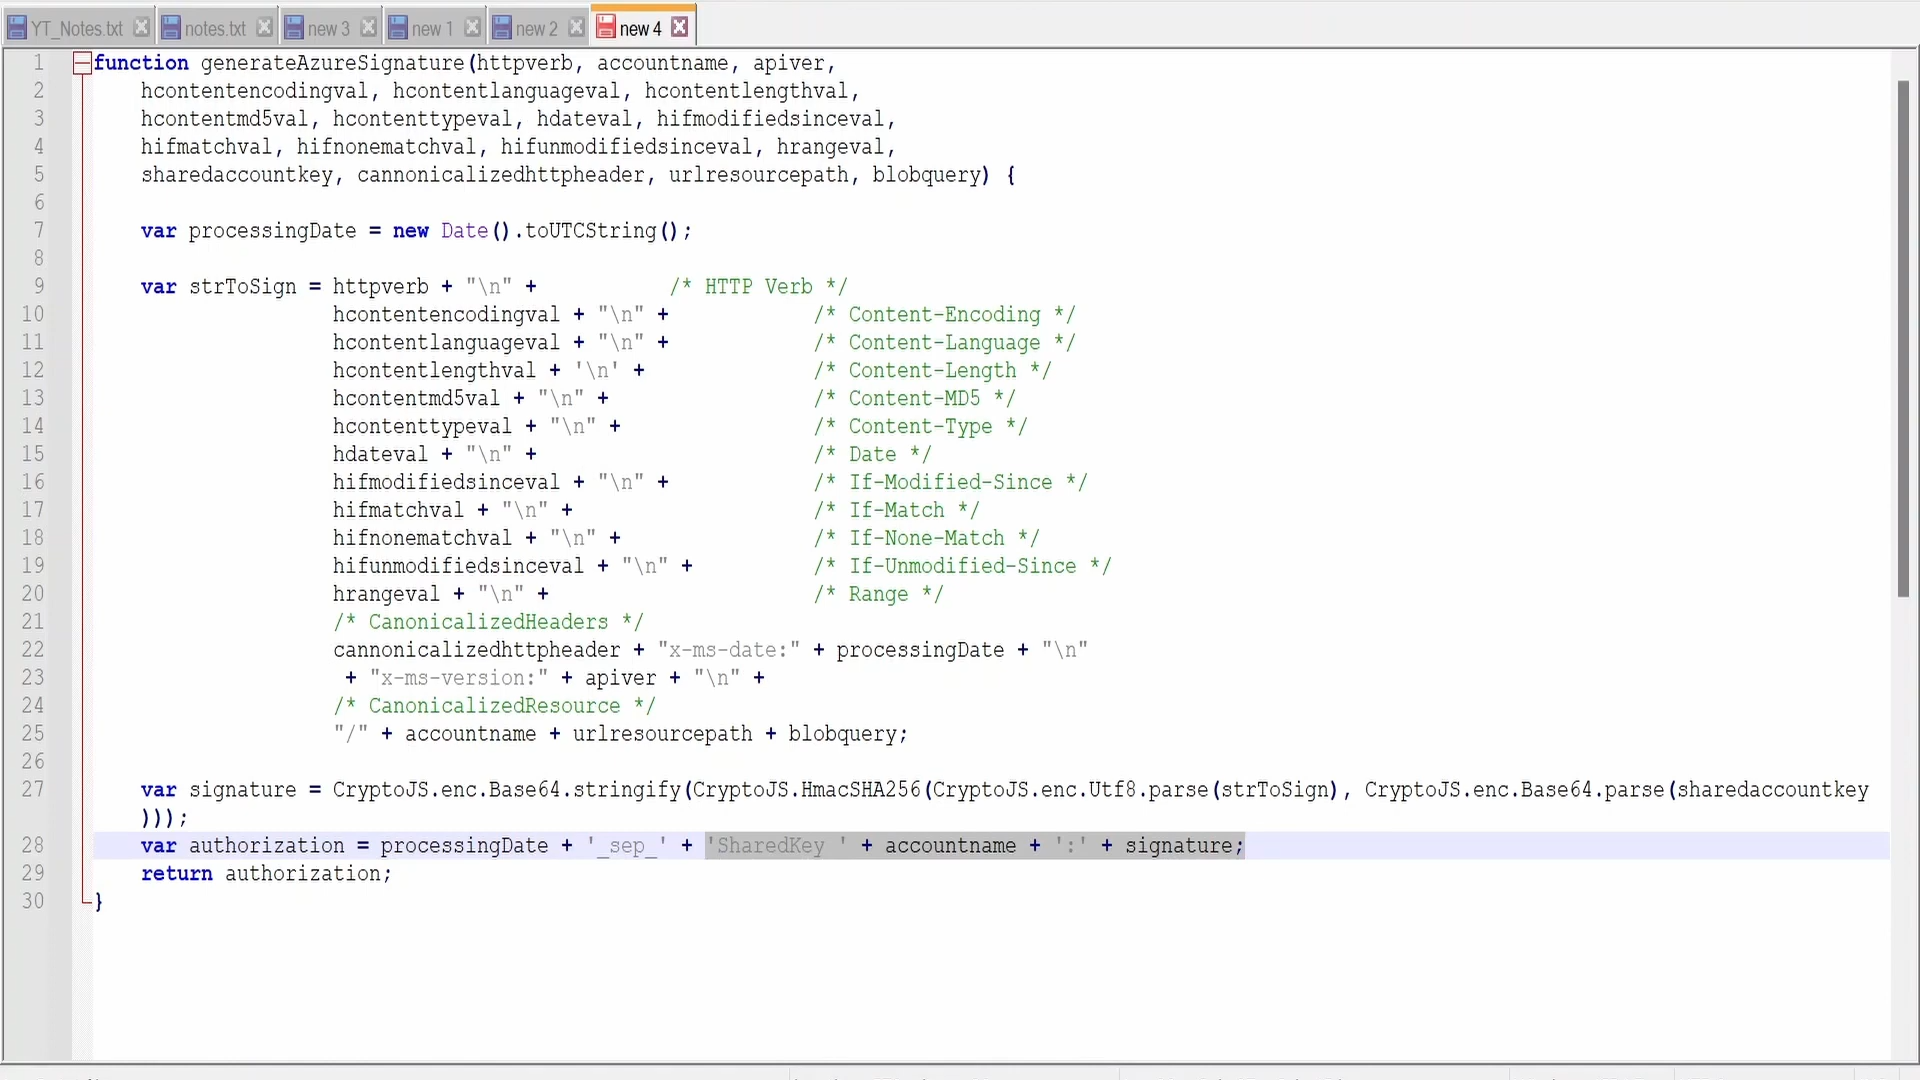 YT_Notes.txt notes.txt new 3 new 1 new 2 new 4
1 function generateAzureSignature(httpverb, accountname, apiver,
2 hcontentencodingval, hcontentlanguageval, hcontentlengthval,
3 hcontentmd5val, hcontenttypeval, hdateval, hifmodifiedsinceval,
4 hifmatchval, hifnonematchval, hifunmodifiedsinceval, hrangeval,
5 sharedaccountkey, cannonicalizedhttpheader, urlresourcepath, blobquery) {
6
7 var processingDate = new Date().toUTCString();
8
9 var strToSign = httpverb + "\n" + /* HTTP Verb */
10 hcontentencodingval + "\n" + /* Content-Encoding */
11 hcontentlanguageval + "\n" + /* Content-Language */
12 hcontentlengthval + '\n' + /* Content-Length */
13 hcontentmd5val + "\n" + /* Content-MD5 */
14 hcontenttypeval + "\n" + /* Content-Type */
15 hdateval + "\n" + /* Date */
16 hifmodifiedsinceval + "\n" + /* If-Modified-Since */
17 hifmatchval + "\n" + /* If-Match */
18 hifnonematchval + "\n" + /* If-None-Match */
19 hifunmodifiedsinceval + "\n" + /* If-Unmodified-Since */
20 hrangeval + "\n" + /* Range */
21 /* CanonicalizedHeaders */
22 cannonicalizedhttpheader + "x-ms-date:" + processingDate + "\n"
23 + "x-ms-version:" + apiver + "\n" +
24 /* CanonicalizedResource */
25 "/" + accountname + urlresourcepath + blobquery;
26
27 var signature = CryptoJS.enc.Base64.stringify(CryptoJS.HmacSHA256(CryptoJS.enc.Utf8.parse(strToSign), CryptoJS.enc.Base64.parse(sharedaccountkey
)));
28 var authorization = processingDate + '_sep_' + 'SharedKey ' + accountname + ':' + signature;
29 return authorization;
30 }